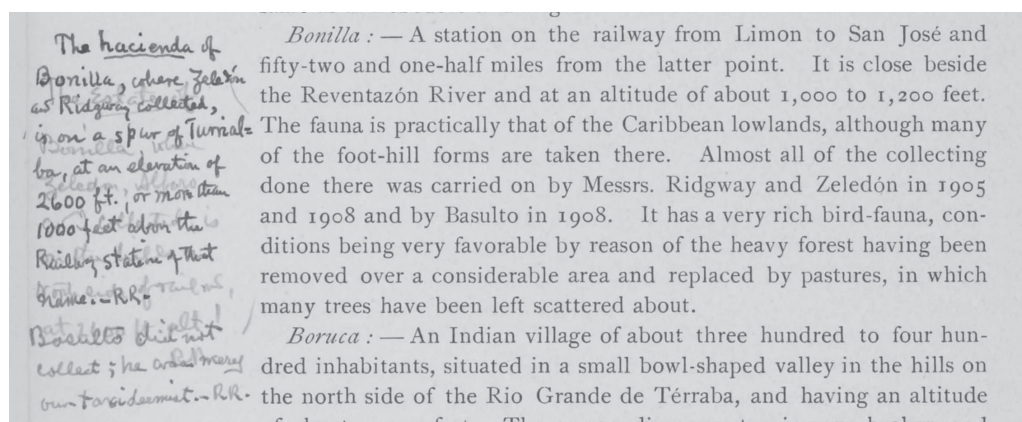 The hacienda of
Bonilla, where Zeledón
as Ridgway collected,
is on a spur of Turrial=
ba, at an elevation of
2600 ft., or more than
1000 feet above the
Railway station of that
name.—RR—
Basulto did not
collect; he was merely
our taxidermist.—R.R.
Bonilla : — A station on the railway from Limon to San José and
fifty-two and one-half miles from the latter point. It is close beside
the Reventazón River and at an altitude of about 1,000 to 1,200 feet.
The fauna is practically that of the Caribbean lowlands, although many
of the foot-hill forms are taken there. Almost all of the collecting
done there was carried on by Messrs. Ridgway and Zeledón in 1905
and 1908 and by Basulto in 1908. It has a very rich bird-fauna, con-
ditions being very favorable by reason of the heavy forest having been
removed over a considerable area and replaced by pastures, in which
many trees have been left scattered about.
Boruca : — An Indian village of about three hundred to four hun-
dred inhabitants, situated in a small bowl-shaped valley in the hills on
the north side of the Rio Grande de Térraba, and having an altitude